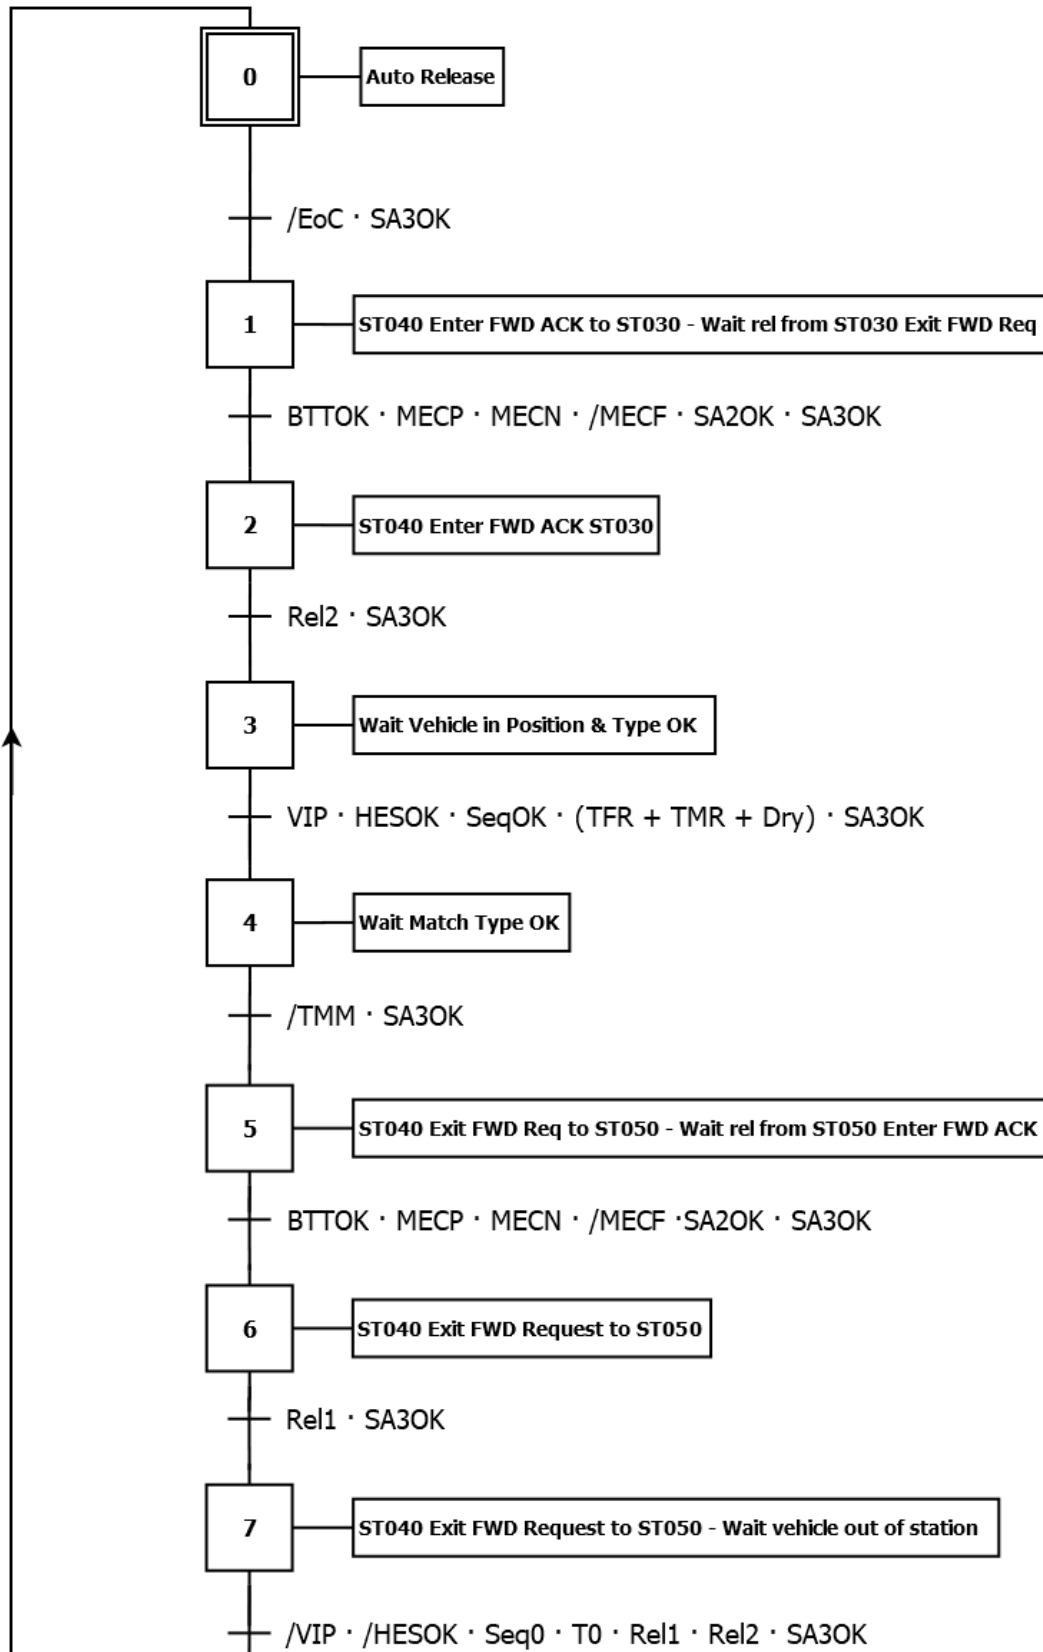 0
Auto Release
/EoC · SA3OK
1
ST040 Enter FWD ACK to ST030 - Wait rel from ST030 Exit FWD Req
BTTOK · MECP · MECN · /MECF · SA2OK · SA3OK
2
ST040 Enter FWD ACK ST030
Rel2 · SA3OK
3
Wait Vehicle in Position & Type OK
VIP · HESOK · SeqOK · (TFR + TMR + Dry) · SA3OK
4
Wait Match Type OK
/TMM · SA3OK
5
ST040 Exit FWD Req to ST050 - Wait rel from ST050 Enter FWD ACK
BTTOK · MECP · MECN · /MECF ·SA2OK · SA3OK
6
ST040 Exit FWD Request to ST050
Rel1 · SA3OK
7
ST040 Exit FWD Request to ST050 - Wait vehicle out of station
/VIP · /HESOK · Seq0 · T0 · Rel1 · Rel2 · SA3OK